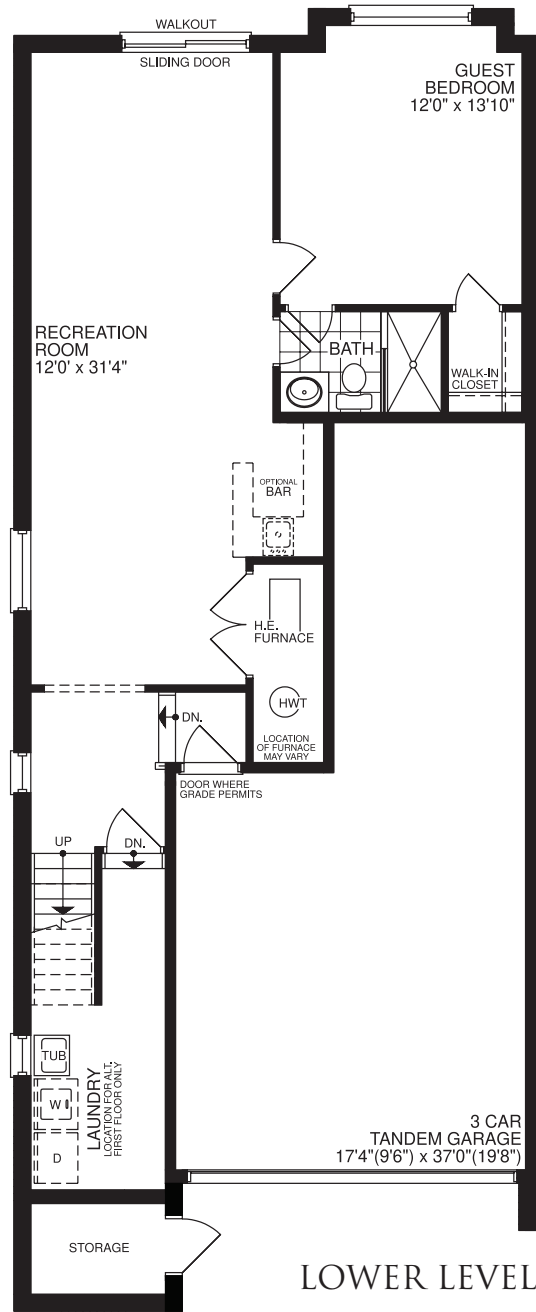 WALKOUT
SLIDING DOOR
GUEST
BEDROOM
12'0" x 13'10"
RECREATION
ROOM
12'0' x 31'4"
BATH
WALK-IN
CLOSET
OPTIONAL
BAR
H.E.
FURNACE
HWT
LOCATION
OF FURNACE
MAY VARY
DN.
DOOR WHERE
GRADE PERMITS
UP
DN.
TUB
W
D
LAUNDRY
LOCATION FOR ALT.
FIRST FLOOR ONLY
3 CAR
TANDEM GARAGE
17'4"(9'6") x 37'0"(19'8")
STORAGE
LOWER LEVEL